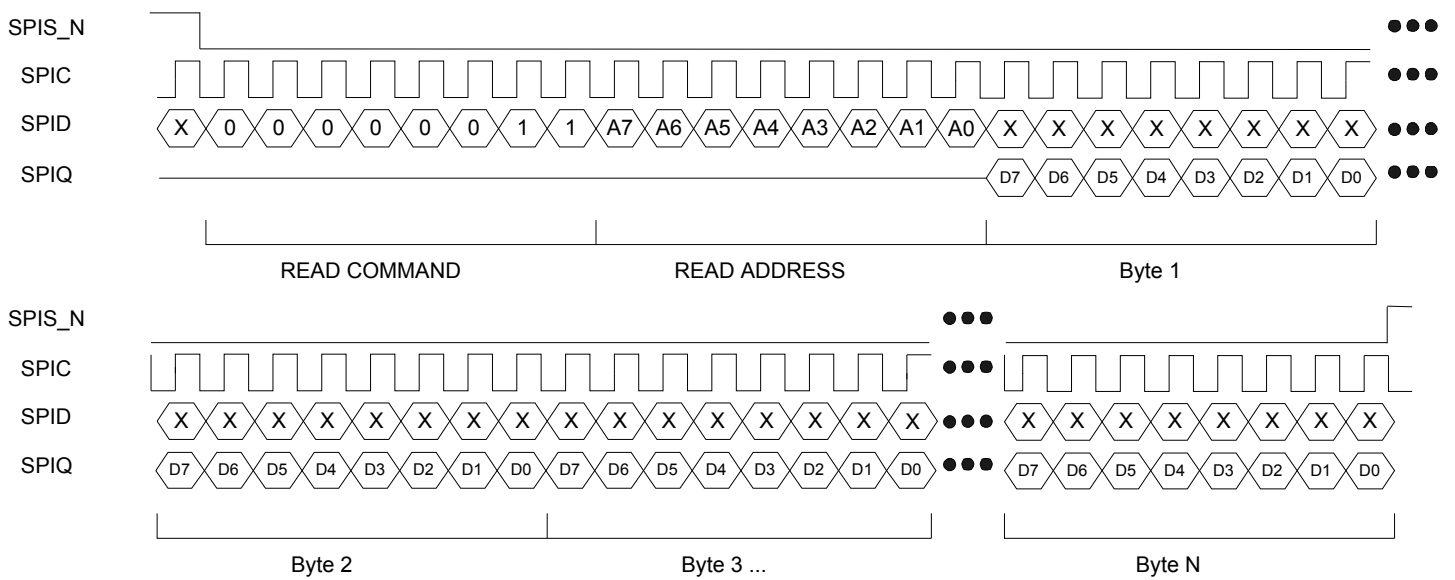 SPIS_N
SPIC
SPID X 0 0 0 0 0 0 1 1 A7 A6 A5 A4 A3 A2 A1 A0 X X X X X X X X
SPIQ D7 D6 D5 D4 D3 D2 D1 D0
READ COMMAND READ ADDRESS Byte 1
SPIS_N
SPIC
SPID X X X X X X X X X X X X X X X X X X X X X X X X
SPIQ D7 D6 D5 D4 D3 D2 D1 D0 D7 D6 D5 D4 D3 D2 D1 D0 D7 D6 D5 D4 D3 D2 D1 D0
Byte 2 Byte 3 ... Byte N